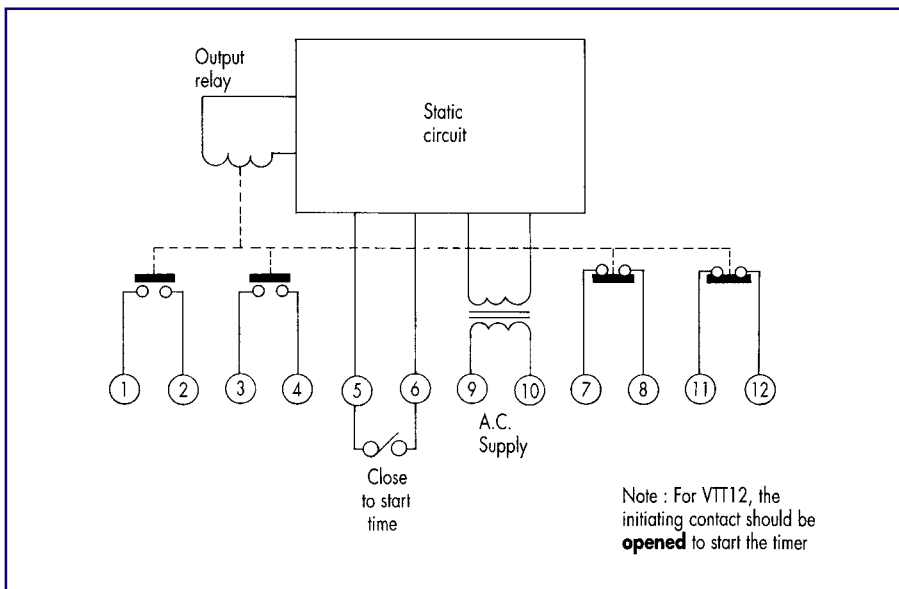 Output
relay
Static
circuit
1 2 3 4 5 6 9 10 7 8 11 12
A.C.
Supply
Close
to start
time
Note : For VTT12, the
initiating contact should be
opened to start the timer